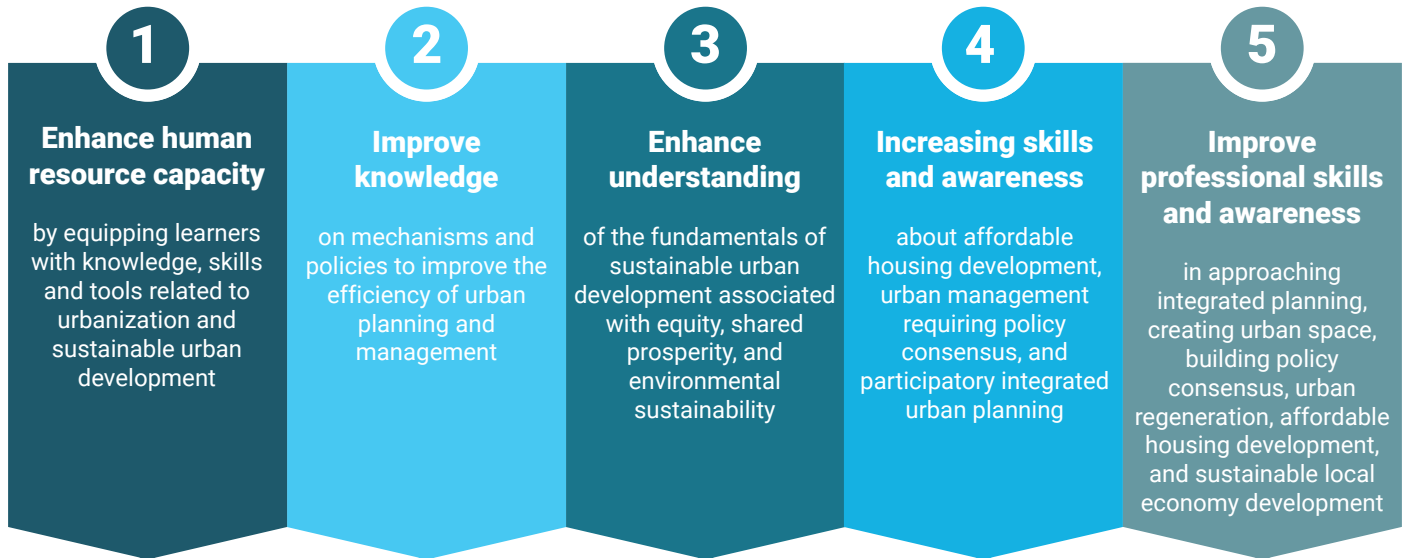 1
Enhance human
resource capacity
by equipping learners
with knowledge, skills
and tools related to
urbanization and
sustainable urban
development
2
Improve
knowledge
on mechanisms and
policies to improve the
efficiency of urban
planning and
management
3
Enhance
understanding
of the fundamentals of
sustainable urban
development associated
with equity, shared
prosperity, and
environmental
sustainability
4
Increasing skills
and awareness
about affordable
housing development,
urban management
requiring policy
consensus, and
participatory integrated
urban planning
5
Improve
professional skills
and awareness
in approaching
integrated planning,
creating urban space,
building policy
consensus, urban
regeneration, affordable
housing development,
and sustainable local
economy development